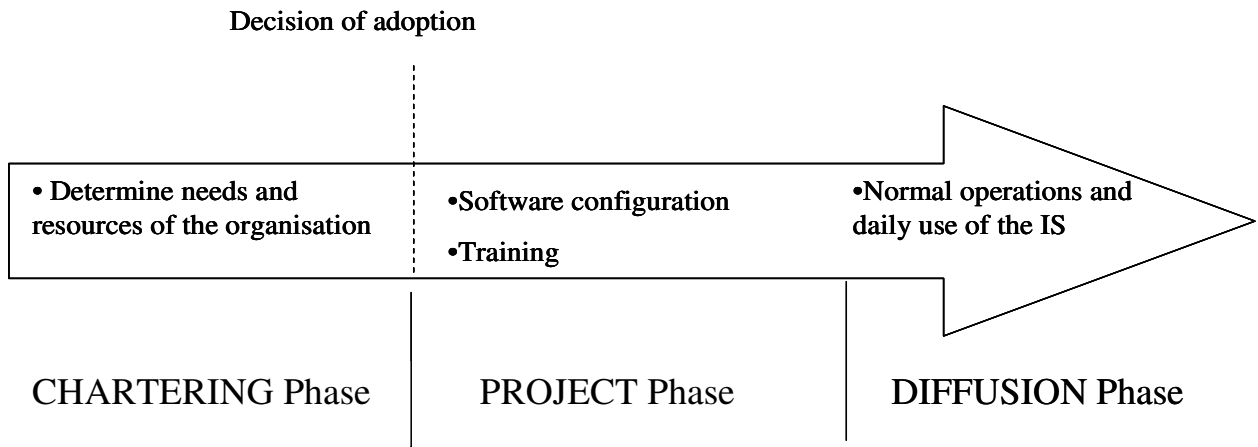 Decision of adoption
• Determine needs and
resources of the organisation
•Software configuration
•Training
•Normal operations and
daily use of the IS
CHARTERING Phase
PROJECT Phase
DIFFUSION Phase